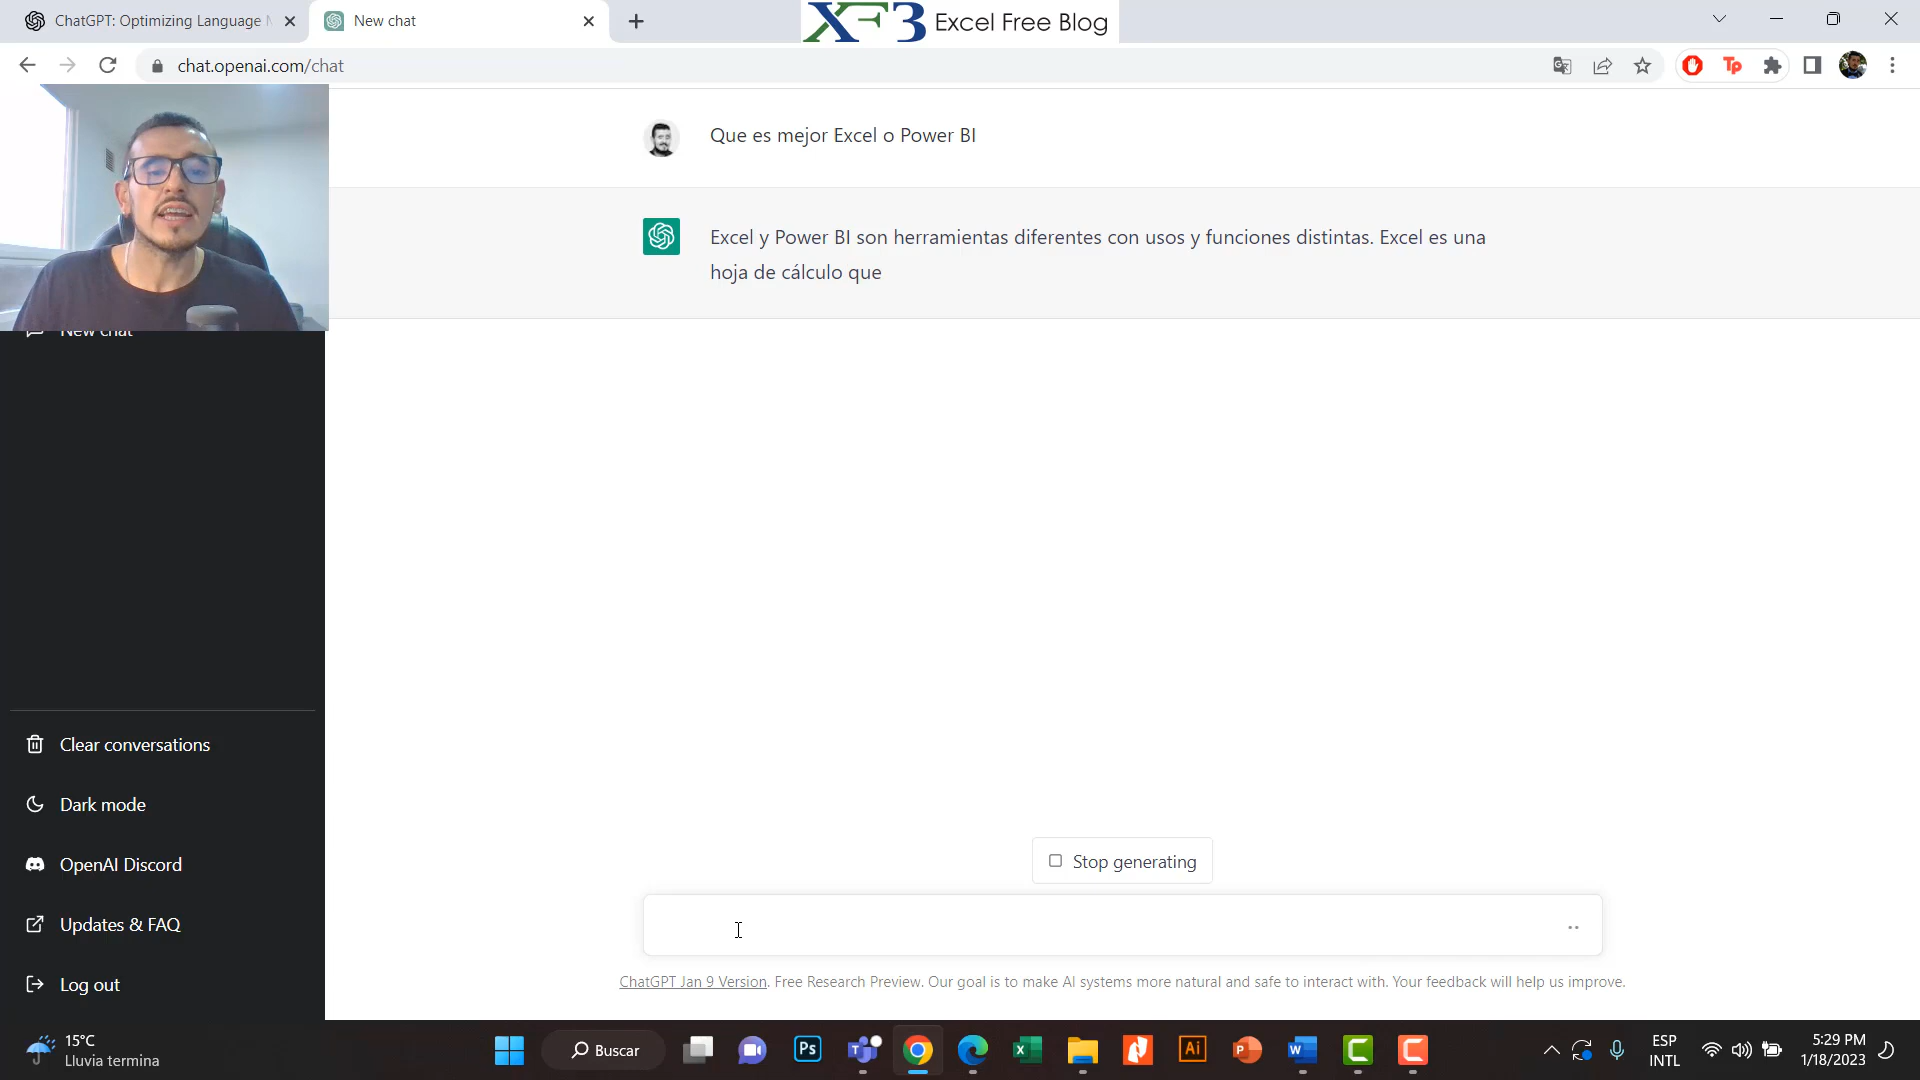 ChatGPT: Optimizing Language M
New chat
XF3 Excel Free Blog
chat.openai.com/chat
Que es mejor Excel o Power BI
Excel y Power BI son herramientas diferentes con usos y funciones distintas. Excel es una
hoja de cálculo que
New chat
Clear conversations
Dark mode
OpenAI Discord
Updates & FAQ
Log out
Stop generating
ChatGPT Jan 9 Version. Free Research Preview. Our goal is to make AI systems more natural and safe to interact with. Your feedback will help us improve.
15°C
Lluvia termina
Buscar
ESP
INTL
5:29 PM
1/18/2023